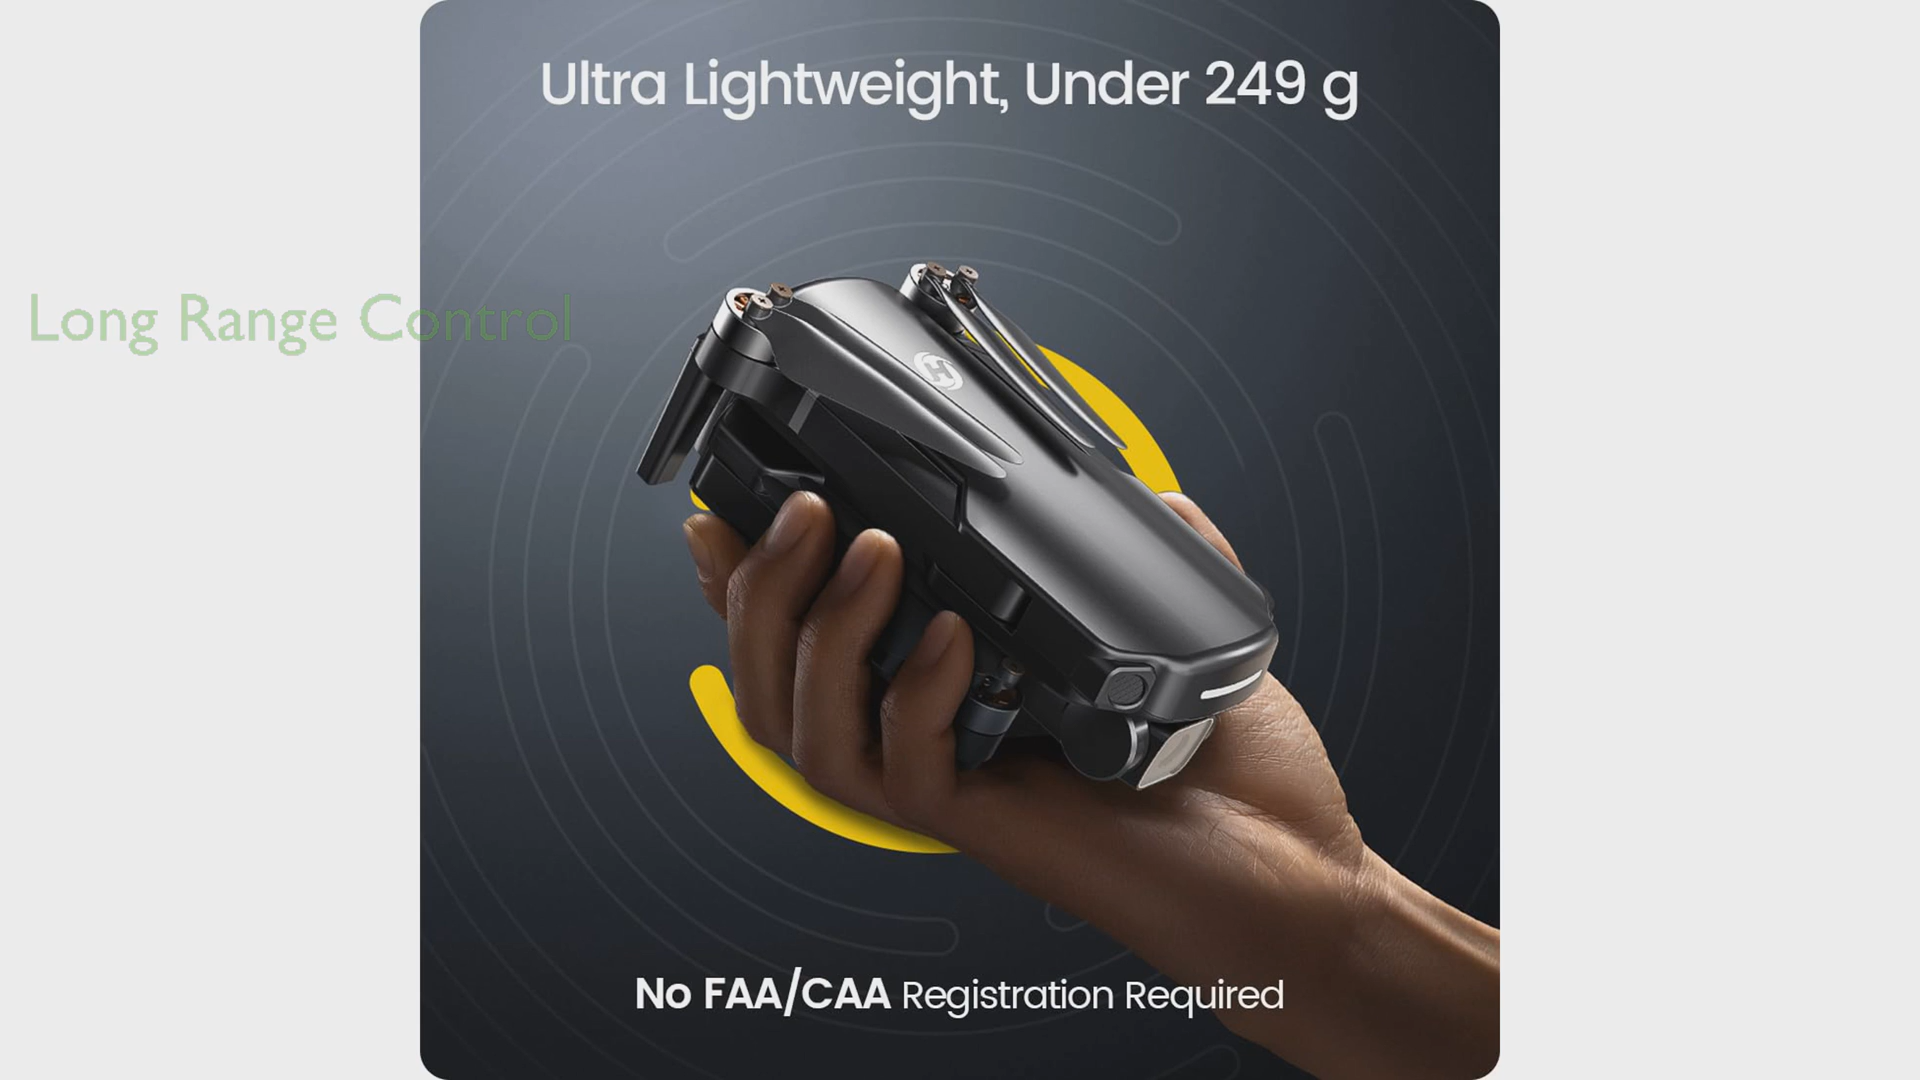 Ultra Lightweight, Under 249 g
Long Range Control
H
No FAA/CAA Registration Required